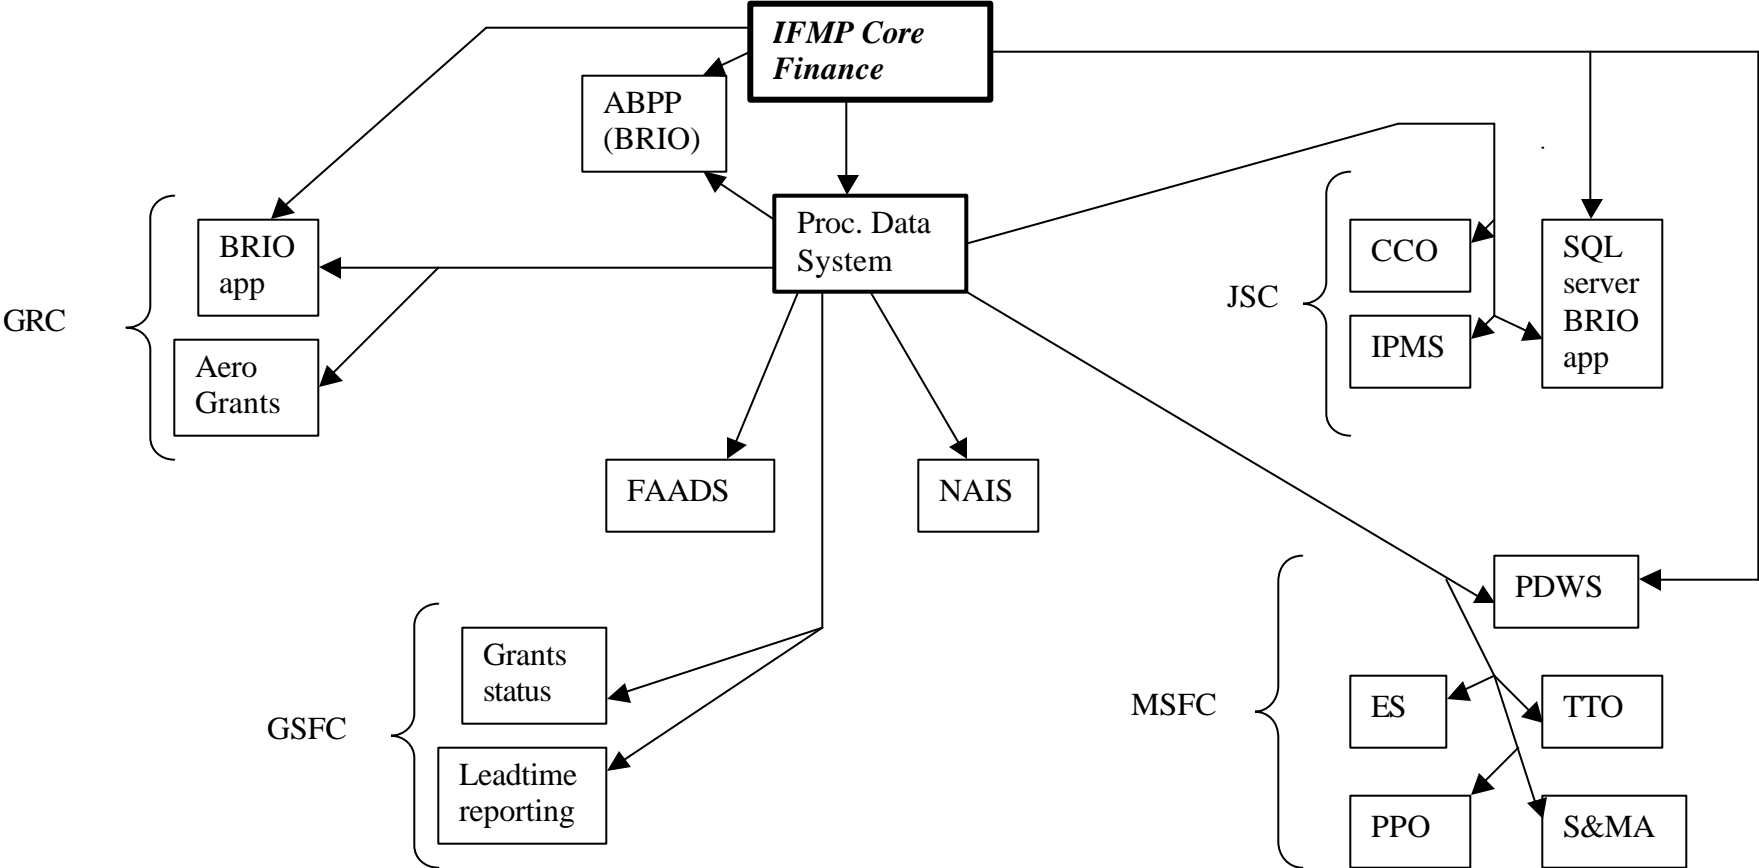 IFMP Core
Finance
ABPP
(BRIO)
Proc. Data
System
BRIO
app
GRC
Aero
Grants
JSC
CCO
IPMS
SQL
server
BRIO
app
FAADS
NAIS
PDWS
GSFC
Grants
status
Leadtime
reporting
MSFC
ES
TTO
PPO
S&MA